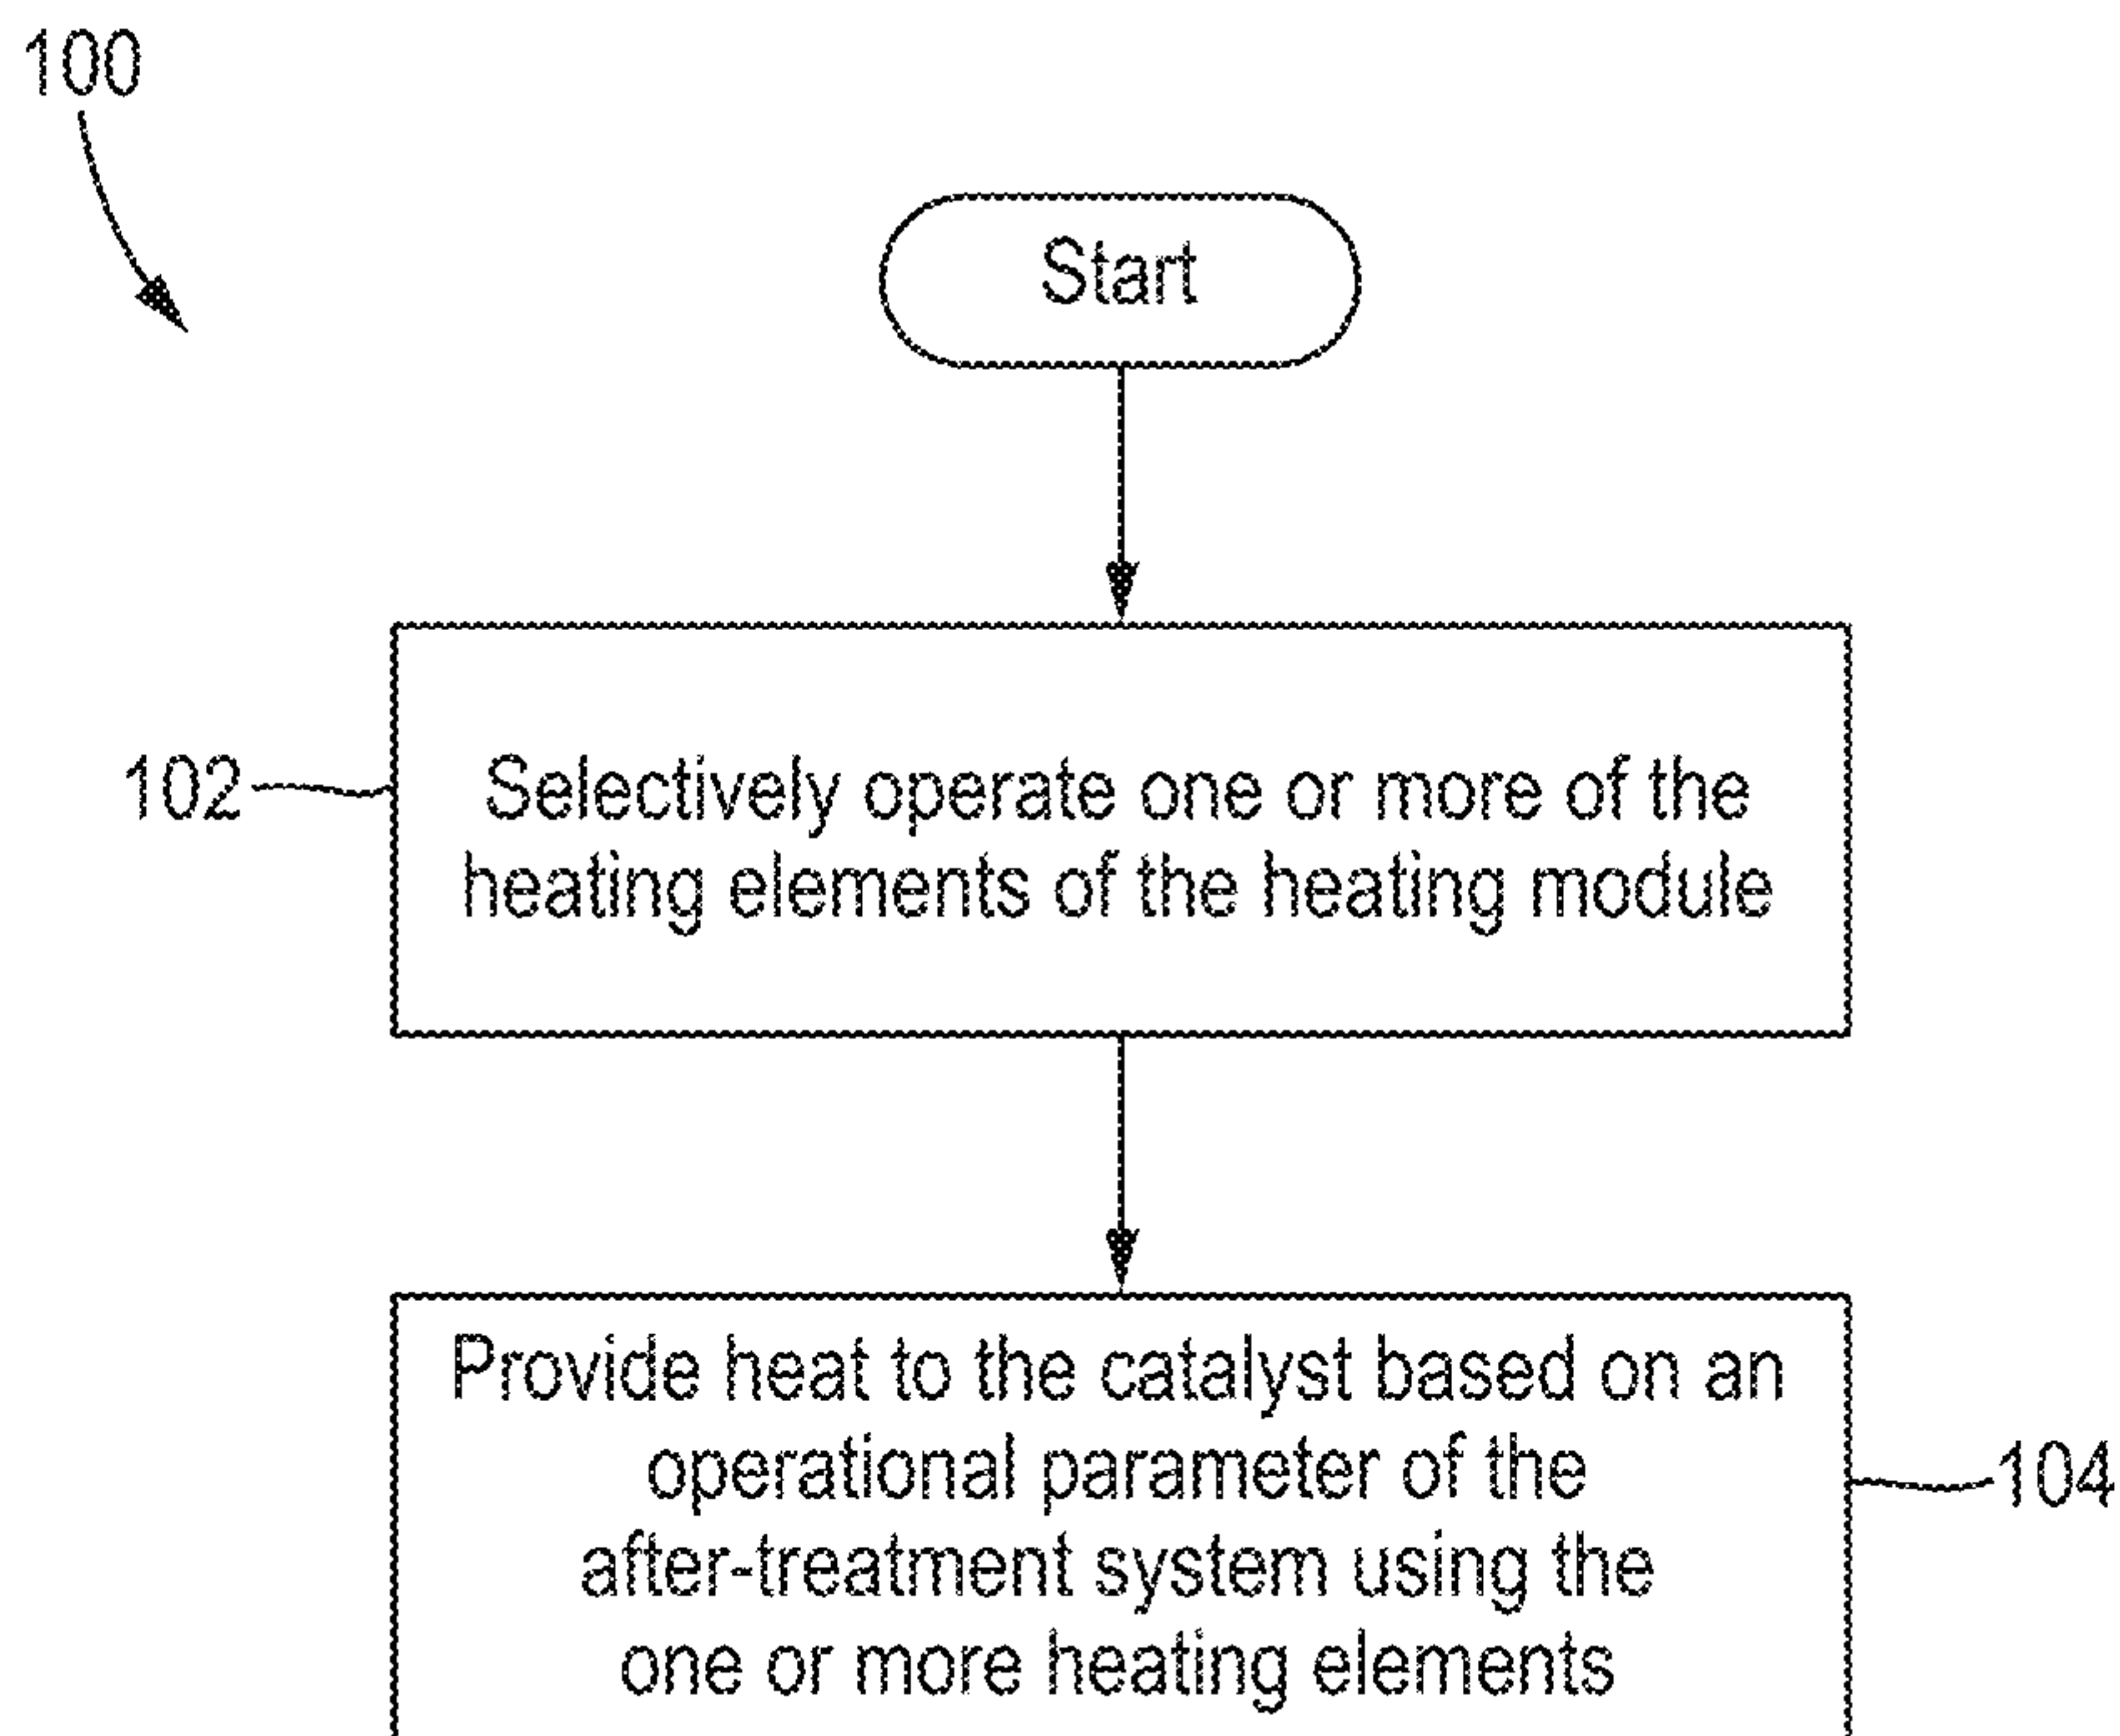 100
Start
102
Selectively operate one or more of the
heating elements of the heating module
Provide heat to the catalyst based on an
operational parameter of the
after-treatment system using the
one or more heating elements
104